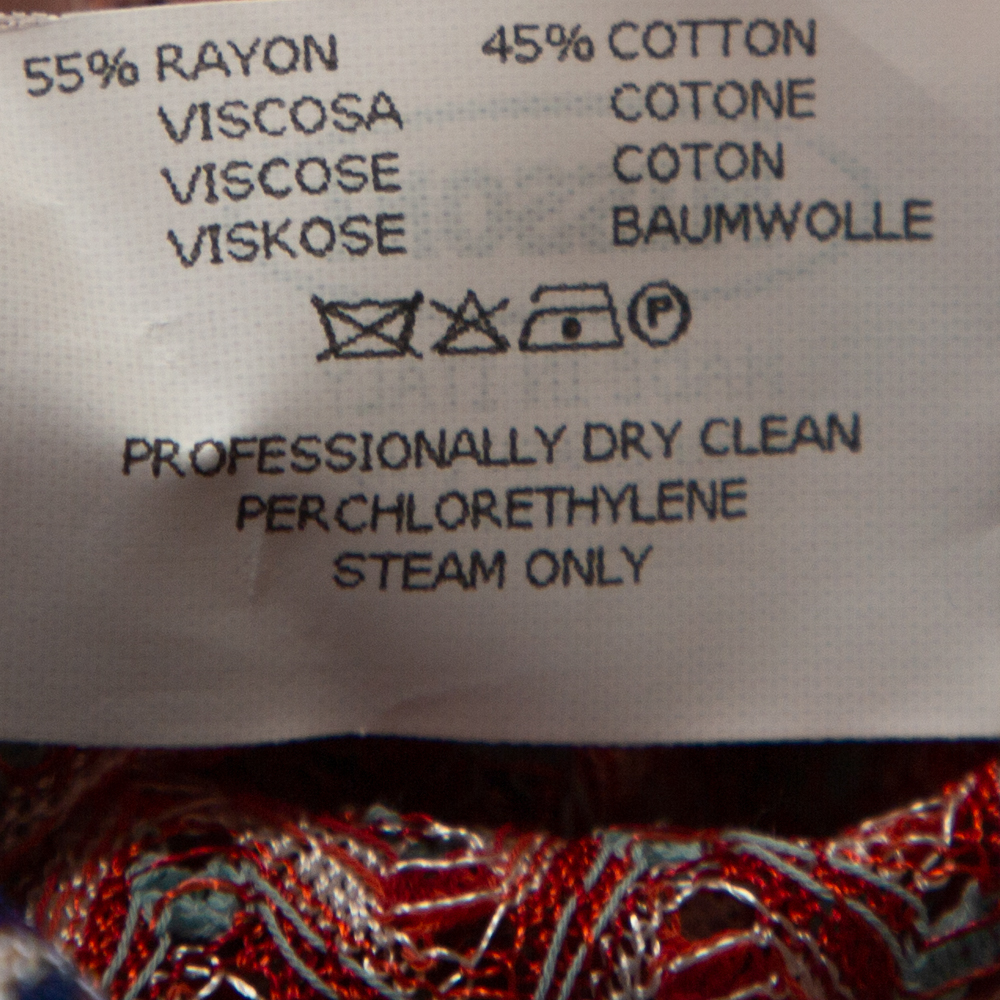 55% RAYON 45% COTTON
VISCOSA COTONE
VISCOSE COTON
VISKOSE BAUMWOLLE
P
PROFESSIONALLY DRY CLEAN
PERCHLORETHYLENE
STEAM ONLY